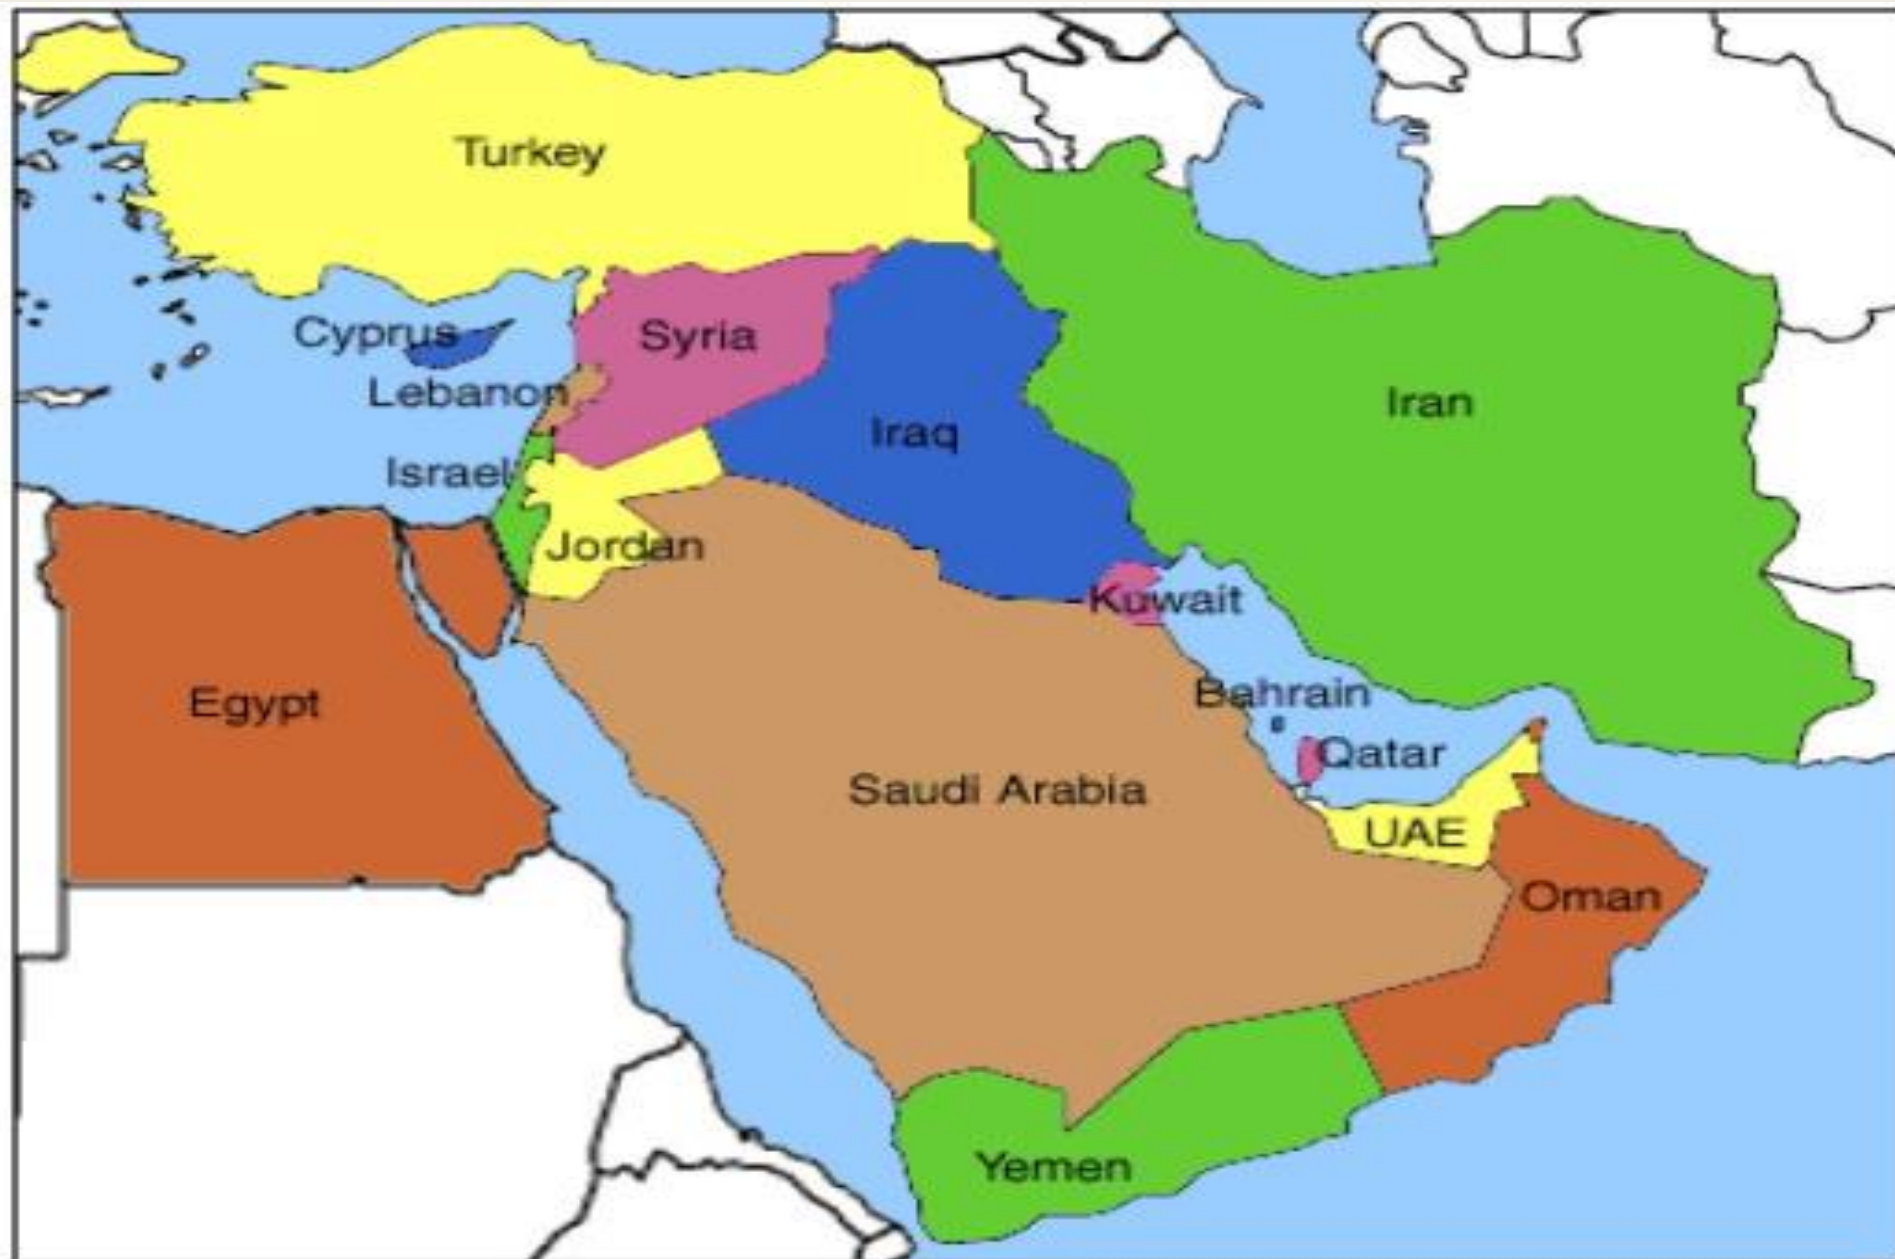 Turkey
Cyprus
Syria
Lebanon
Iran
Iraq
Israel
Jordan
Kuwait
Bahrain
Egypt
Qatar
Saudi Arabia
UAE
Oman
Yemen